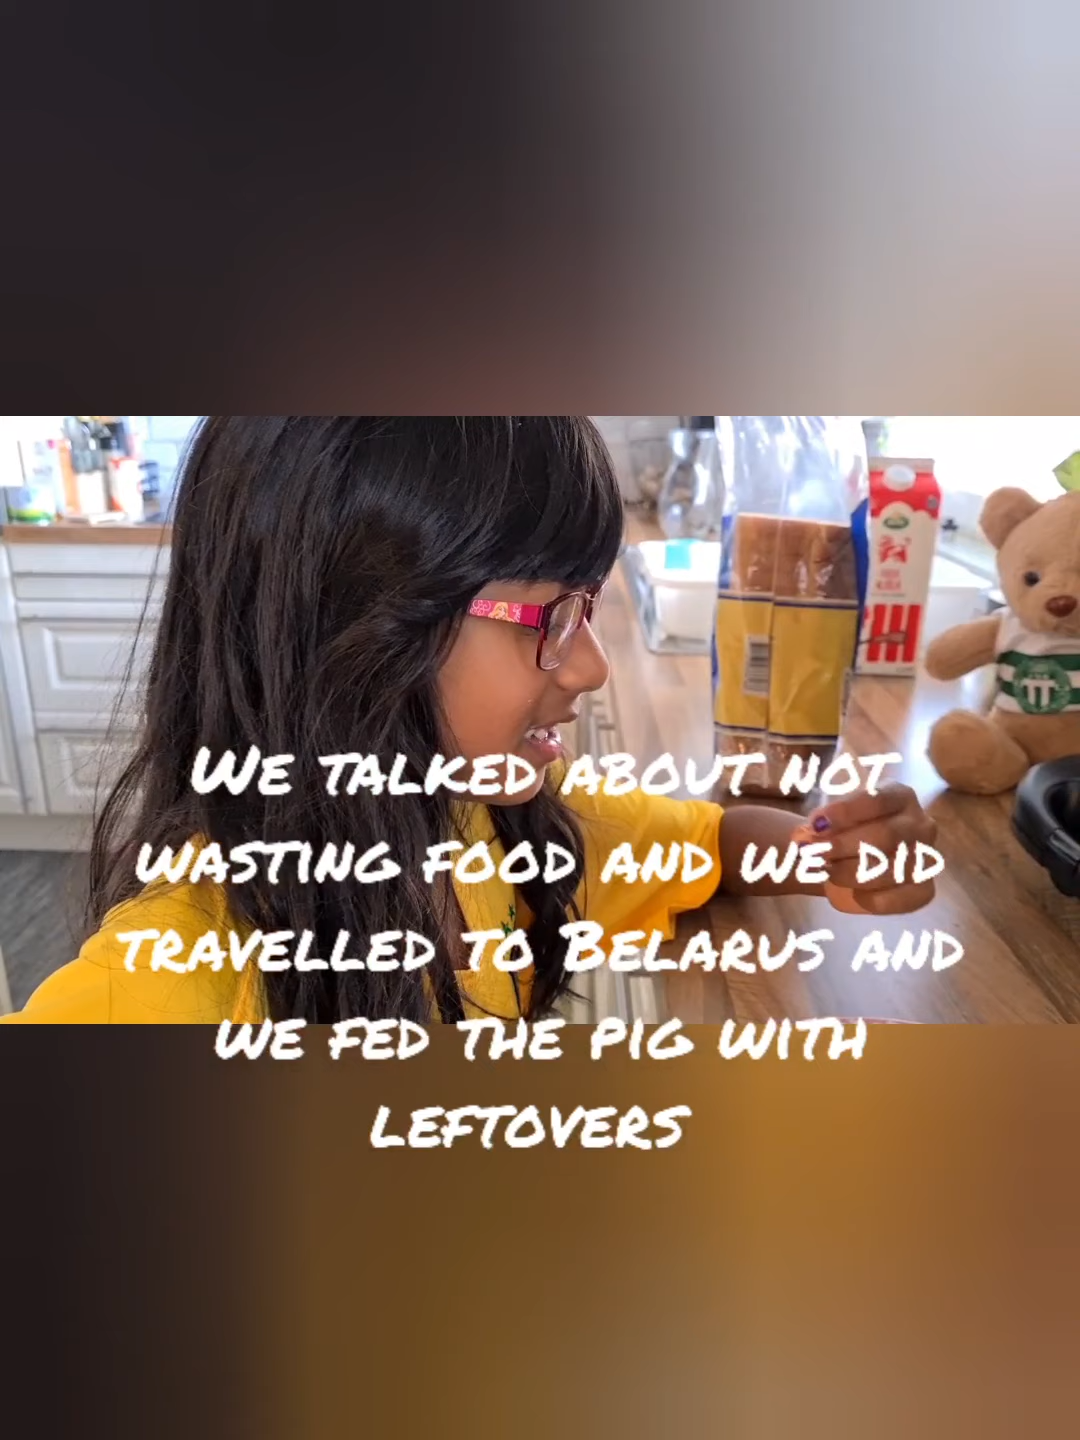 We talked about not
wasting food and we did
travelled to Belarus and
we fed the pig with
leftovers